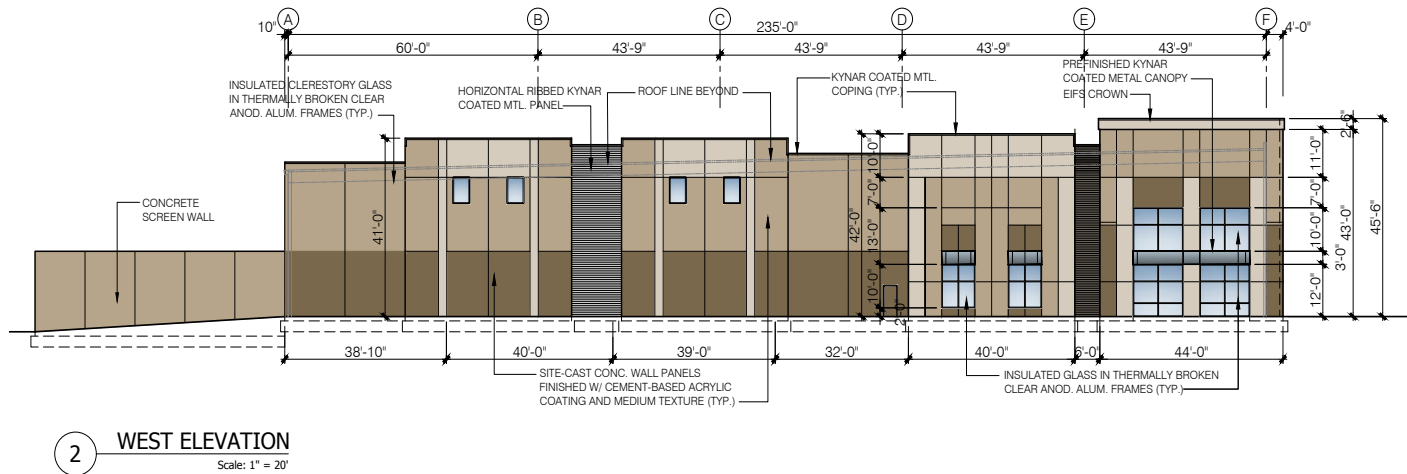 A
B
C
D
E
F
10"
235'-0"
4'-0"
60'-0"
43'-9"
43'-9"
43'-9"
43'-9"
INSULATED CLERESTORY GLASS
IN THERMALLY BROKEN CLEAR
ANOD. ALUM. FRAMES (TYP.)
HORIZONTAL RIBBED KYNAR
COATED MTL. PANEL
ROOF LINE BEYOND
KYNAR COATED MTL.
COPING (TYP.)
PREFINISHED KYNAR
COATED METAL CANOPY
EIFS CROWN
CONCRETE
SCREEN WALL
41'-0"
42'-0"
10'-0"
7'-0"
13'-0"
10'-0"
2'-0"
2'-6"
11'-0"
7'-0"
10'-0"
3'-0"
12'-0"
43'-0"
45'-6"
38'-10"
40'-0"
39'-0"
32'-0"
40'-0"
6'-0"
44'-0"
SITE-CAST CONC. WALL PANELS
FINISHED W/ CEMENT-BASED ACRYLIC
COATING AND MEDIUM TEXTURE (TYP.)
INSULATED GLASS IN THERMALLY BROKEN
CLEAR ANOD. ALUM. FRAMES (TYP.)
2
WEST ELEVATION
Scale: 1" = 20'